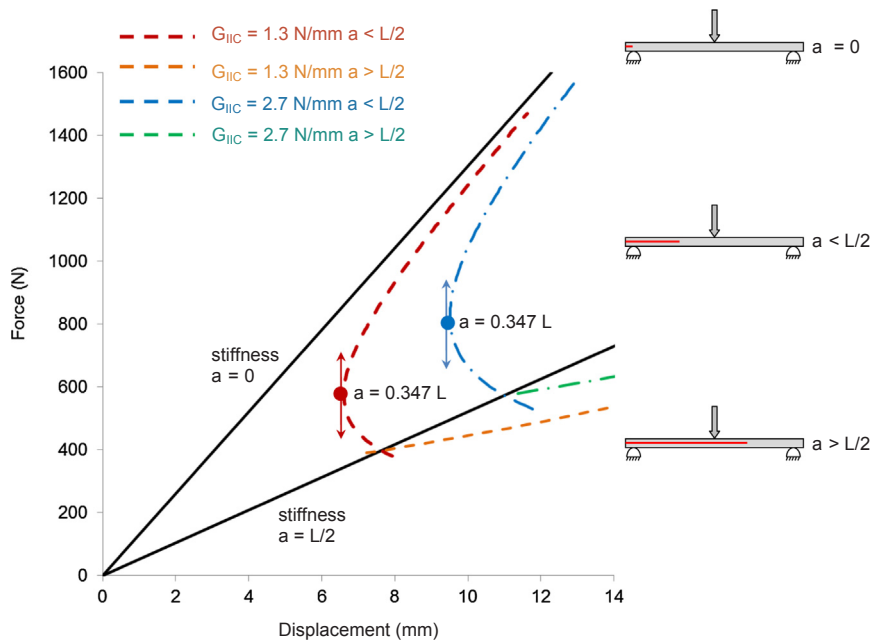 G_IIC = 1.3 N/mm a < L/2
G_IIC = 1.3 N/mm a > L/2
G_IIC = 2.7 N/mm a < L/2
G_IIC = 2.7 N/mm a > L/2
a = 0
a < L/2
a > L/2
1600
1400
1200
1000
800
600
400
200
0
Force (N)
stiffness
a = 0
a = 0.347 L
a = 0.347 L
stiffness
a = L/2
0 2 4 6 8 10 12 14
Displacement (mm)